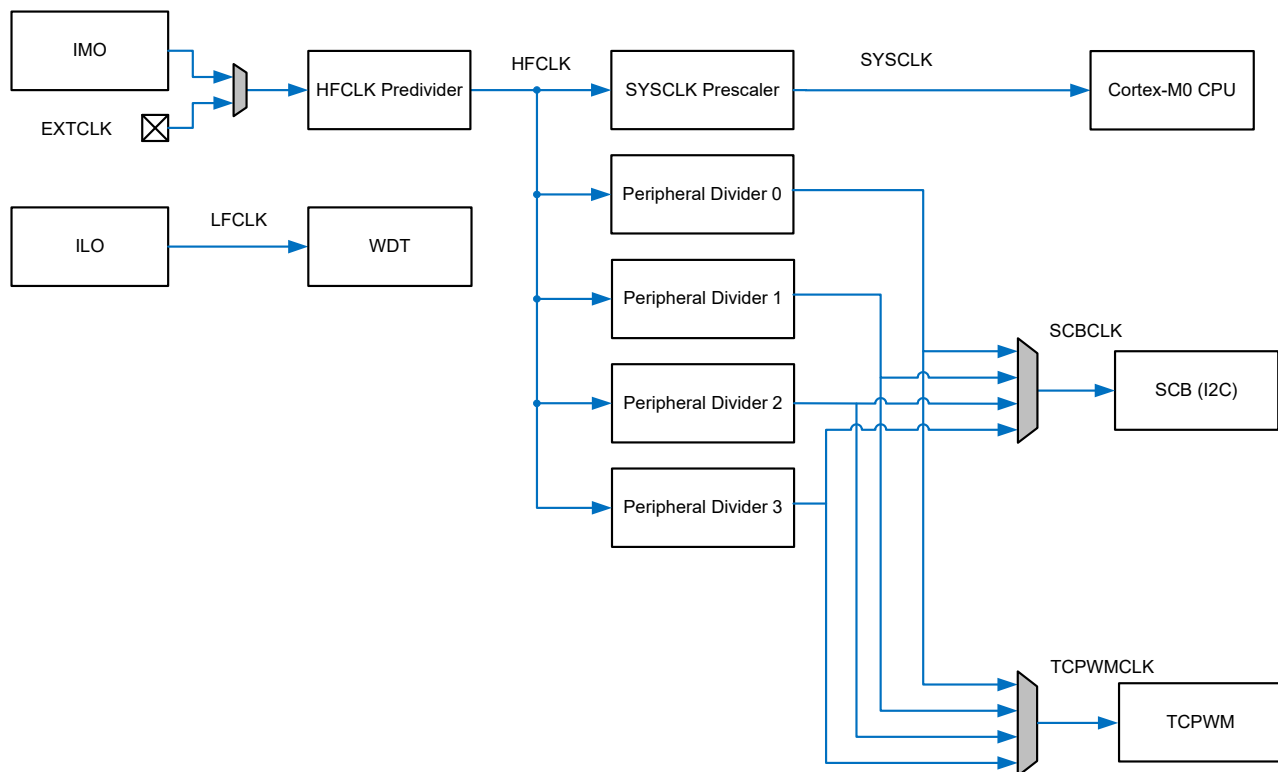 IMO
EXTCLK
HFCLK Predivider
HFCLK
SYSCLK Prescaler
SYSCLK
Cortex-M0 CPU
ILO
LFCLK
WDT
Peripheral Divider 0
Peripheral Divider 1
Peripheral Divider 2
Peripheral Divider 3
SCBCLK
SCB (I2C)
TCPWMCLK
TCPWM